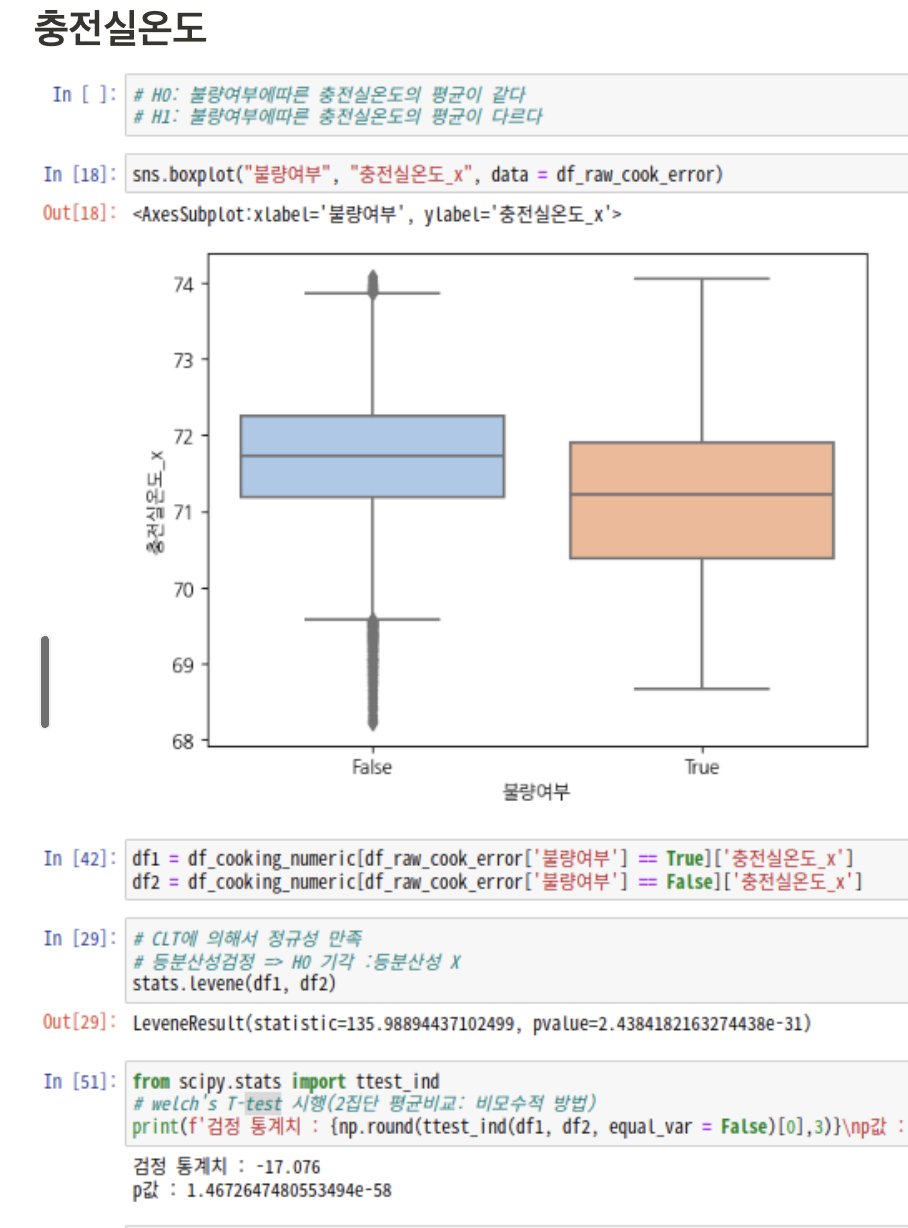 충전실온도
In [ ]: # H0: 불량여부에따른 충전실온도의 평균이 같다
# H1: 불량여부에따른 충전실온도의 평균이 다르다
In [18]: sns.boxplot("불량여부", "충전실온도_x", data = df_raw_cook_error)
Out[18]: <AxesSubplot:xlabel='불량여부', ylabel='충전실온도_x'>
74
73
72
71
70
69
68
충전실온도_x
False True
불량여부
In [42]: df1 = df_cooking_numeric[df_raw_cook_error['불량여부'] == True]['충전실온도_x']
df2 = df_cooking_numeric[df_raw_cook_error['불량여부'] == False]['충전실온도_x']
In [29]: # CLT에 의해서 정규성 만족
# 등분산성검정 => H0 기각 :등분산성 X
stats.levene(df1, df2)
Out[29]: LeveneResult(statistic=135.98894437102499, pvalue=2.4384182163274438e-31)
In [51]: from scipy.stats import ttest_ind
# welch's T-test 시행(2집단 평균비교: 비모수적 방법)
print(f'검정 통계치 : {np.round(ttest_ind(df1, df2, equal_var = False)[0],3)}\np값 :
검정 통계치 : -17.076
p값 : 1.4672647480553494e-58